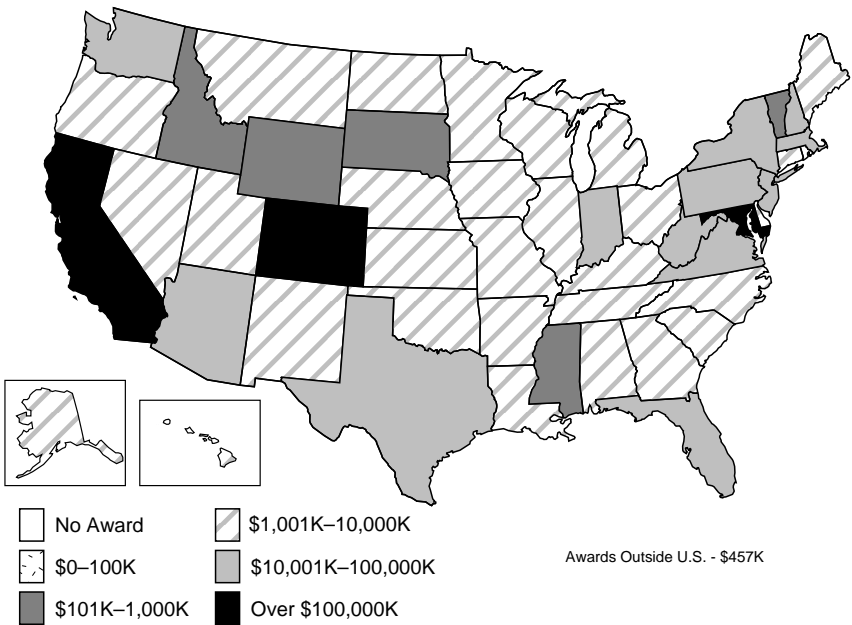 No Award
$0–100K
$101K–1,000K
$1,001K–10,000K
$10,001K–100,000K
Over $100,000K
Awards Outside U.S. - $457K